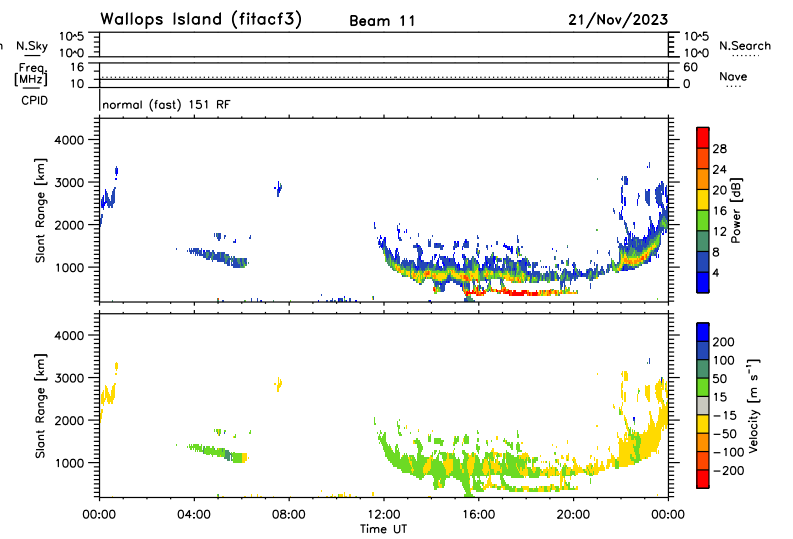 Wallops Island (fitacf3) Beam 11 21/Nov/2023
N.Sky 10^5 10^5 N.Search
10^0 10^0
Freq. 16 60 Nave
[MHz] 10 0
CPID normal (fast) 151 RF
4000
3000
2000
1000
Slant Range [km]
28
24
20
16
12
8
4
Power [dB]
4000
3000
2000
1000
Slant Range [km]
200
100
50
15
-15
-50
-100
-200
Velocity [m s⁻¹]
00:00 04:00 08:00 12:00 16:00 20:00 00:00
Time UT